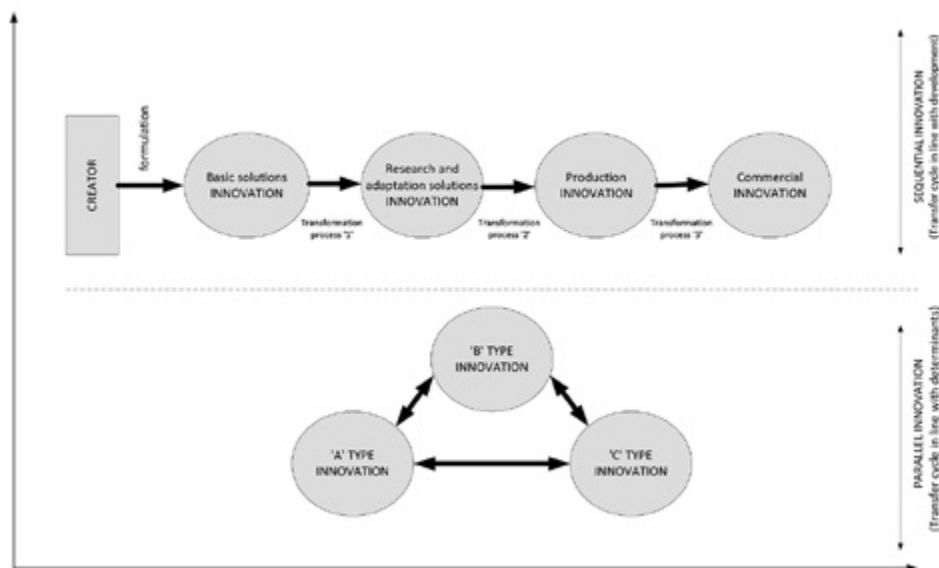 CREATOR
formulation
Basic solutions
INNOVATION
Transformation
process '1'
Research and
adaptation solutions
INNOVATION
Transformation
process '2'
Production
INNOVATION
Transformation
process '3'
Commercial
INNOVATION
SEQUENTIAL INNOVATION
(Transfer cycle in line with development)
'B' TYPE
INNOVATION
'A' TYPE
INNOVATION
'C' TYPE
INNOVATION
PARALLEL INNOVATION
(Transfer cycle in line with determinants)